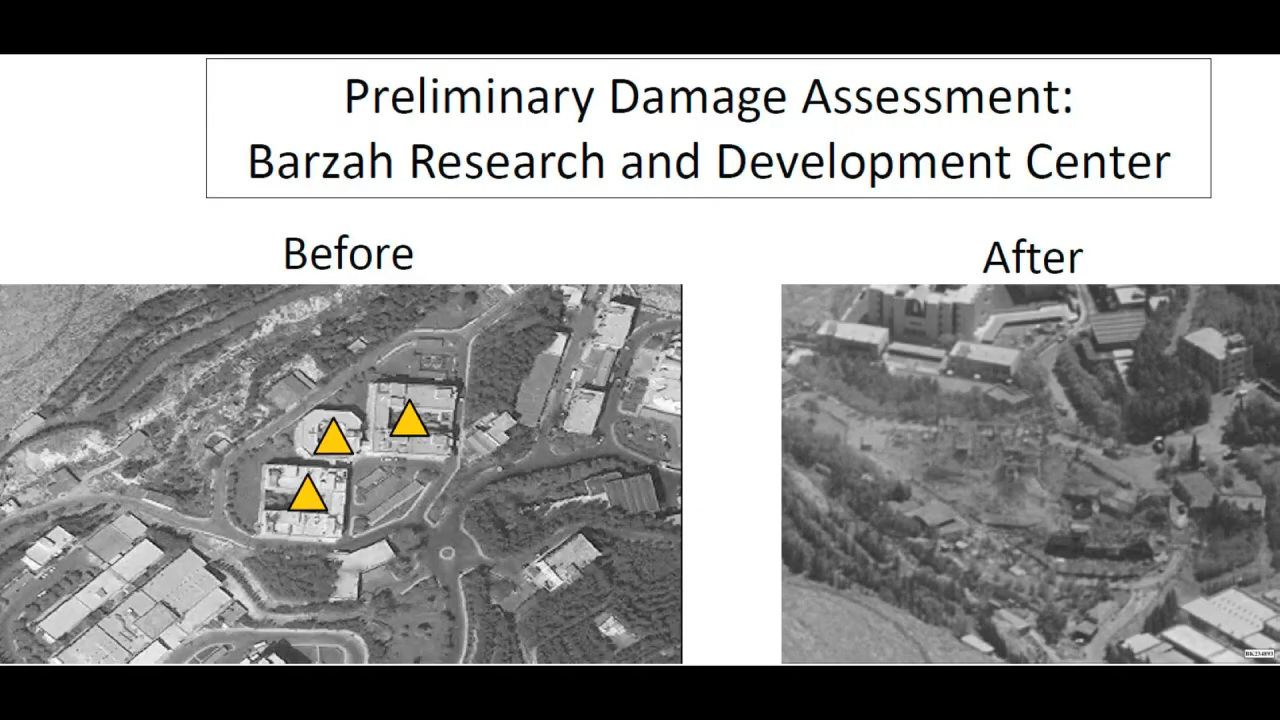 Preliminary Damage Assessment:
Barzah Research and Development Center
Before
After